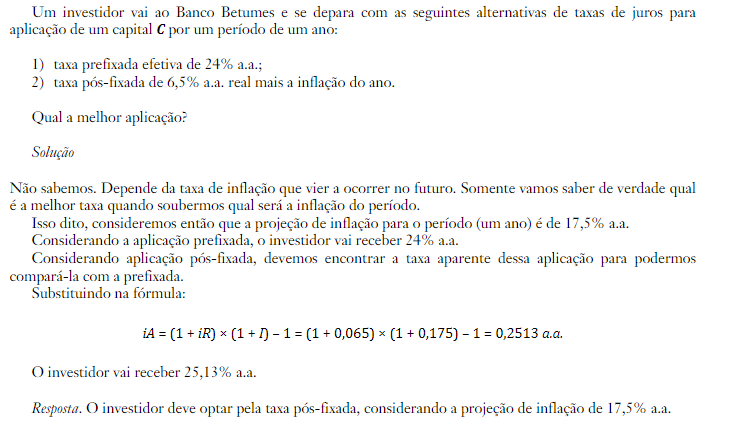 Um investidor vai ao Banco Betumes e se depara com as seguintes alternativas de taxas de juros para
aplicação de um capital C por um período de um ano:
1) taxa prefixada efetiva de 24% a.a.;
2) taxa pós-fixada de 6,5% a.a. real mais a inflação do ano.
Qual a melhor aplicação?
Solução
Não sabemos. Depende da taxa de inflação que vier a ocorrer no futuro. Somente vamos saber de verdade qual
é a melhor taxa quando soubermos qual será a inflação do período.
Isso dito, consideremos então que a projeção de inflação para o período (um ano) é de 17,5% a.a.
Considerando a aplicação prefixada, o investidor vai receber 24% a.a.
Considerando aplicação pós-fixada, devemos encontrar a taxa aparente dessa aplicação para podermos
compará-la com a prefixada.
Substituindo na fórmula:
iA = (1 + iR) × (1 + I) – 1 = (1 + 0,065) × (1 + 0,175) – 1 = 0,2513 a.a.
O investidor vai receber 25,13% a.a.
Resposta. O investidor deve optar pela taxa pós-fixada, considerando a projeção de inflação de 17,5% a.a.